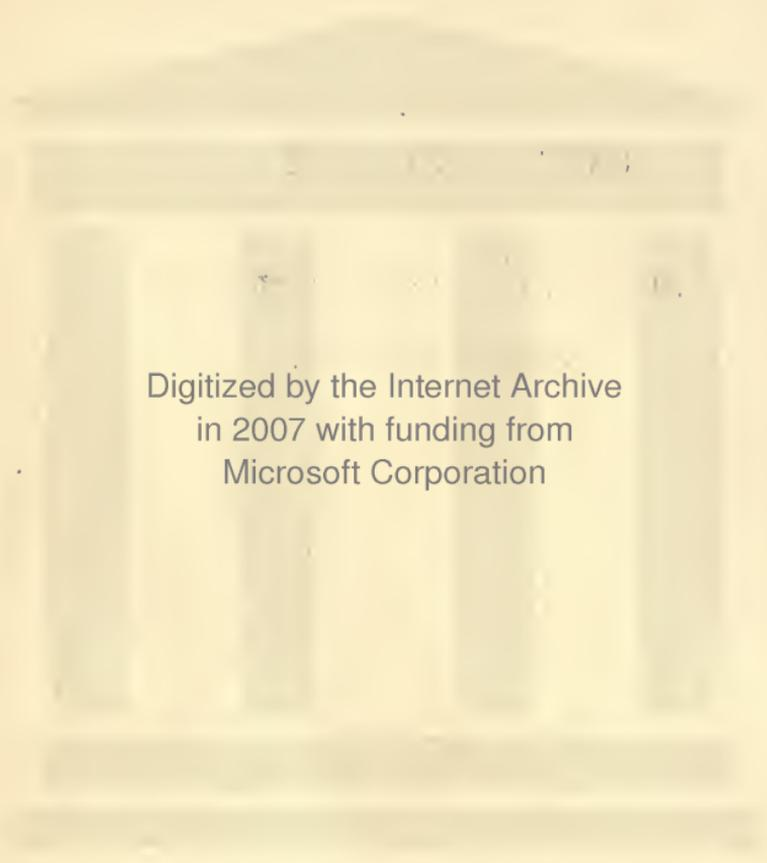 Digitized by the Internet Archive
in 2007 with funding from
Microsoft Corporation